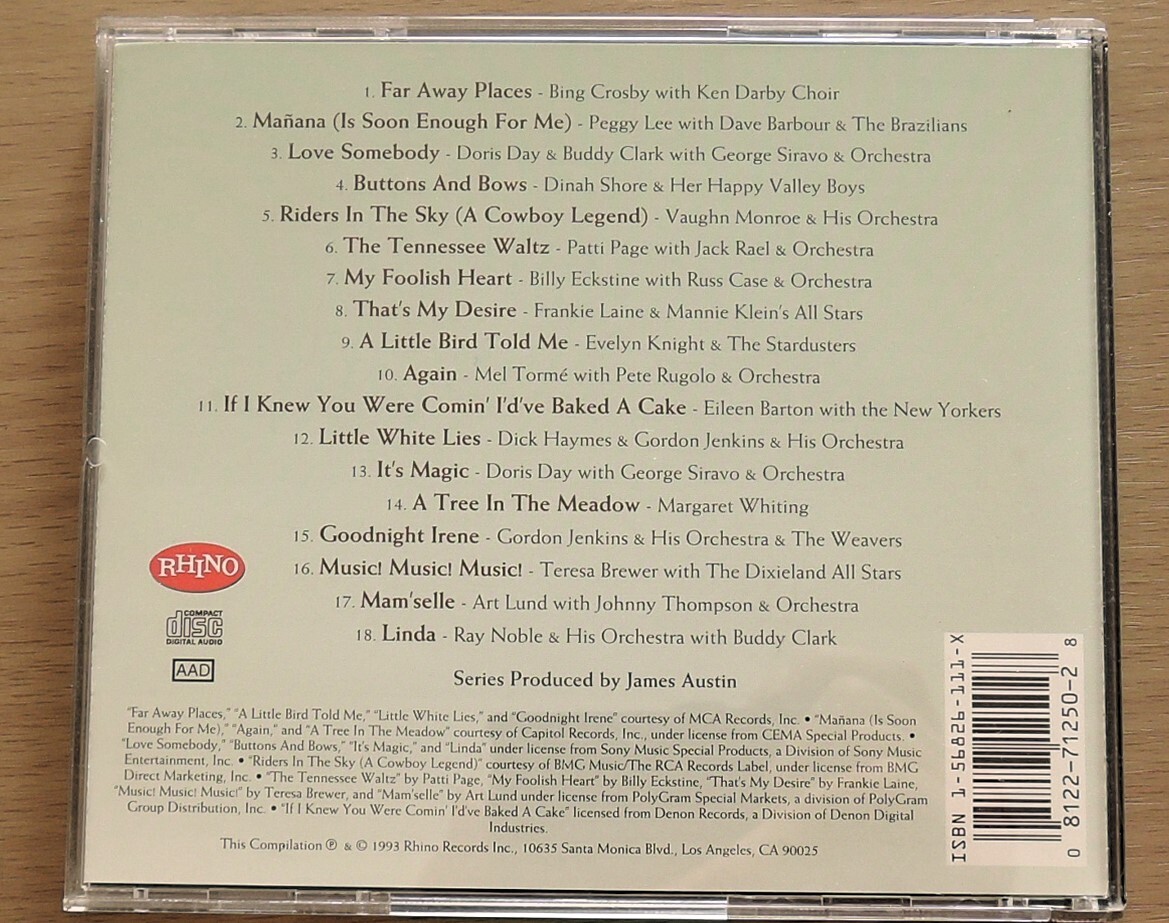 1. Far Away Places - Bing Crosby with Ken Darby Choir
2. Mañana (Is Soon Enough For Me) - Peggy Lee with Dave Barbour & The Brazilians
3. Love Somebody - Doris Day & Buddy Clark with George Siravo & Orchestra
4. Buttons And Bows - Dinah Shore & Her Happy Valley Boys
5. Riders In The Sky (A Cowboy Legend) - Vaughn Monroe & His Orchestra
6. The Tennessee Waltz - Patti Page with Jack Rael & Orchestra
7. My Foolish Heart - Billy Eckstine with Russ Case & Orchestra
8. That's My Desire - Frankie Laine & Mannie Klein's All Stars
9. A Little Bird Told Me - Evelyn Knight & The Stardusters
10. Again - Mel Tormé with Pete Rugolo & Orchestra
11. If I Knew You Were Comin' I'd've Baked A Cake - Eileen Barton with the New Yorkers
12. Little White Lies - Dick Haymes & Gordon Jenkins & His Orchestra
13. It's Magic - Doris Day with George Siravo & Orchestra
14. A Tree In The Meadow - Margaret Whiting
15. Goodnight Irene - Gordon Jenkins & His Orchestra & The Weavers
16. Music! Music! Music! - Teresa Brewer with The Dixieland All Stars
17. Mam'selle - Art Lund with Johnny Thompson & Orchestra
18. Linda - Ray Noble & His Orchestra with Buddy Clark
RHINO
COMPACT
disc
DIGITAL AUDIO
AAD
Series Produced by James Austin
"Far Away Places," "A Little Bird Told Me," "Little White Lies," and "Goodnight Irene" courtesy of MCA Records, Inc. • "Mañana (Is Soon
Enough For Me)," "Again," and "A Tree In The Meadow" courtesy of Capitol Records, Inc., under license from CEMA Special Products. •
"Love Somebody," "Buttons And Bows," "It's Magic," and "Linda" under license from Sony Music Special Products, a Division of Sony Music
Entertainment, Inc. • "Riders In The Sky (A Cowboy Legend)" courtesy of BMG Music/The RCA Records Label, under license from BMG
Direct Marketing, Inc. • "The Tennessee Waltz" by Patti Page, "My Foolish Heart" by Billy Eckstine, "That's My Desire" by Frankie Laine,
"Music! Music! Music!" by Teresa Brewer, and "Mam'selle" by Art Lund under license from PolyGram Special Markets, a division of PolyGram
Group Distribution, Inc. • "If I Knew You Were Comin' I'd've Baked A Cake" licensed from Denon Records, a Division of Denon Digital
Industries.
This Compilation ℗ & © 1993 Rhino Records Inc., 10635 Santa Monica Blvd., Los Angeles, CA 90025
ISBN 1-56826-111-X
0 8122-71250-2 8